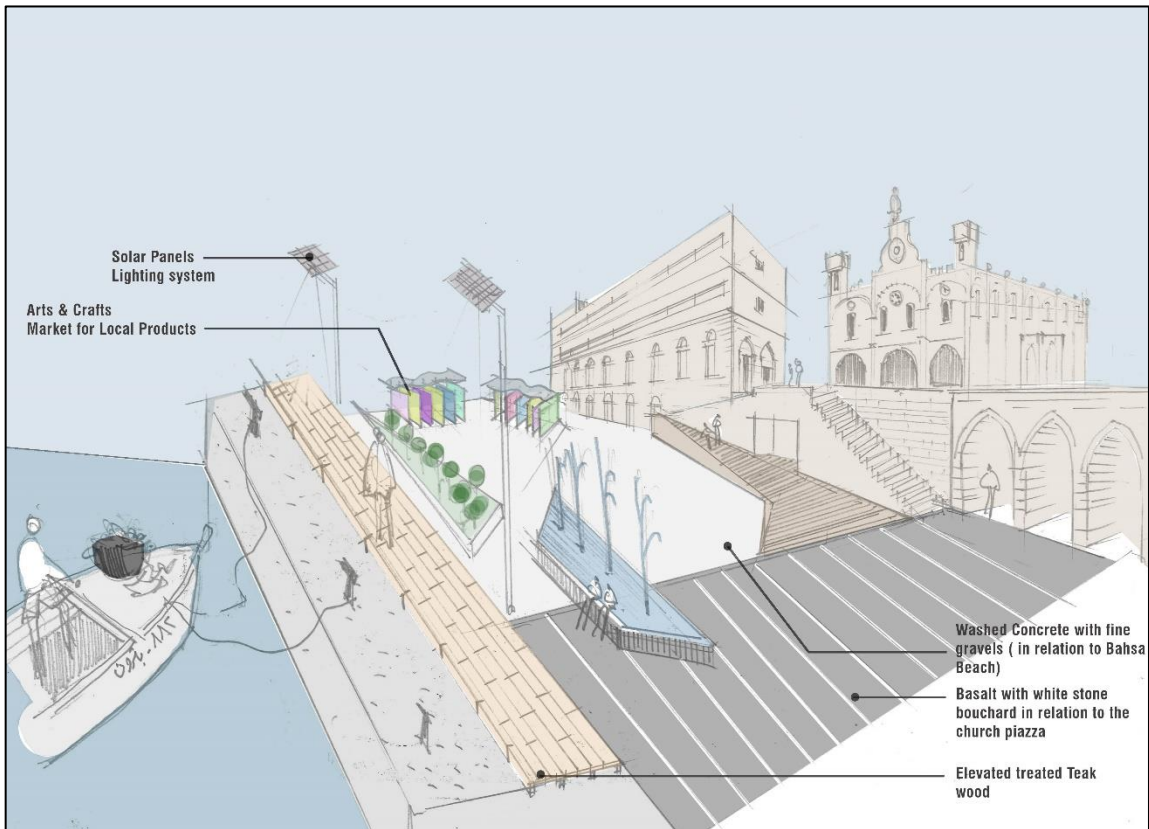 Solar Panels
Lighting system
Arts & Crafts
Market for Local Products
Washed Concrete with fine
gravels ( in relation to Bahsa
Beach)
Basalt with white stone
bouchard in relation to the
church piazza
Elevated treated Teak
wood